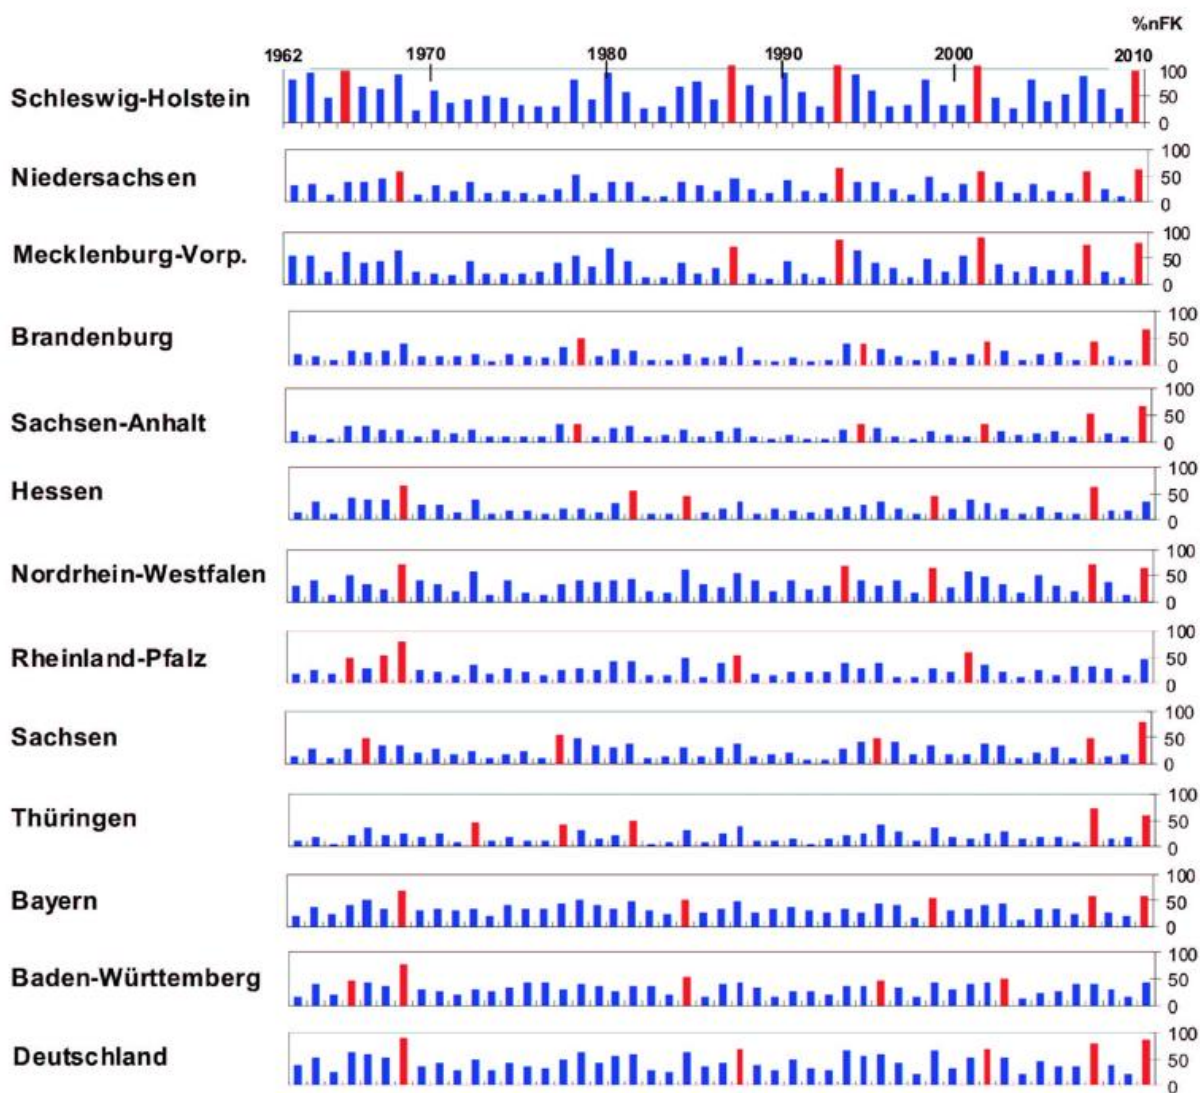 %nFK
1962 1970 1980 1990 2000 2010
Schleswig-Holstein 100
50
0
Niedersachsen 100
50
0
Mecklenburg-Vorp. 100
50
0
Brandenburg 100
50
0
Sachsen-Anhalt 100
50
0
Hessen 100
50
0
Nordrhein-Westfalen 100
50
0
Rheinland-Pfalz 100
50
0
Sachsen 100
50
0
Thüringen 100
50
0
Bayern 100
50
0
Baden-Württemberg 100
50
0
Deutschland 100
50
0